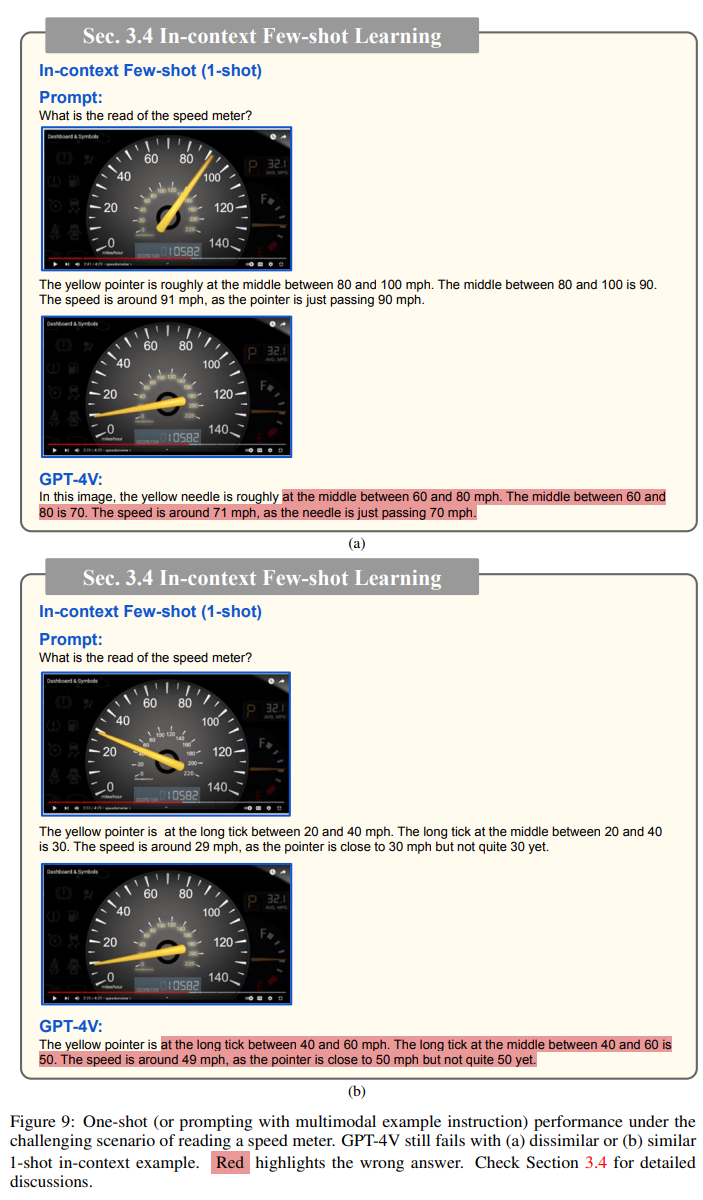 Sec. 3.4 In-context Few-shot Learning
In-context Few-shot (1-shot)
Prompt:
What is the read of the speed meter?
Dashboard & Symbols
60 80
40 100
20 120
0 140
miles/hour
010582
P 32.1
AVG. MPG
F
E
The yellow pointer is roughly at the middle between 80 and 100 mph. The middle between 80 and 100 is 90.
The speed is around 91 mph, as the pointer is just passing 90 mph.
Dashboard & Symbols
60 80
40 100
20 120
0 140
miles/hour
010582
P 32.1
F
GPT-4V:
In this image, the yellow needle is roughly at the middle between 60 and 80 mph. The middle between 60 and
80 is 70. The speed is around 71 mph, as the needle is just passing 70 mph.
(a)
Sec. 3.4 In-context Few-shot Learning
In-context Few-shot (1-shot)
Prompt:
What is the read of the speed meter?
Dashboard & Symbols
60 80
40 100
20 120
0 140
miles/hour
010582
P 32.1
F
The yellow pointer is  at the long tick between 20 and 40 mph. The long tick at the middle between 20 and 40
is 30. The speed is around 29 mph, as the pointer is close to 30 mph but not quite 30 yet.
Dashboard & Symbols
60 80
40 100
20 120
0 140
miles/hour
010582
P 32.1
F
GPT-4V:
The yellow pointer is at the long tick between 40 and 60 mph. The long tick at the middle between 40 and 60 is
50. The speed is around 49 mph, as the pointer is close to 50 mph but not quite 50 yet.
(b)
Figure 9: One-shot (or prompting with multimodal example instruction) performance under the
challenging scenario of reading a speed meter. GPT-4V still fails with (a) dissimilar or (b) similar
1-shot in-context example. Red highlights the wrong answer. Check Section 3.4 for detailed
discussions.